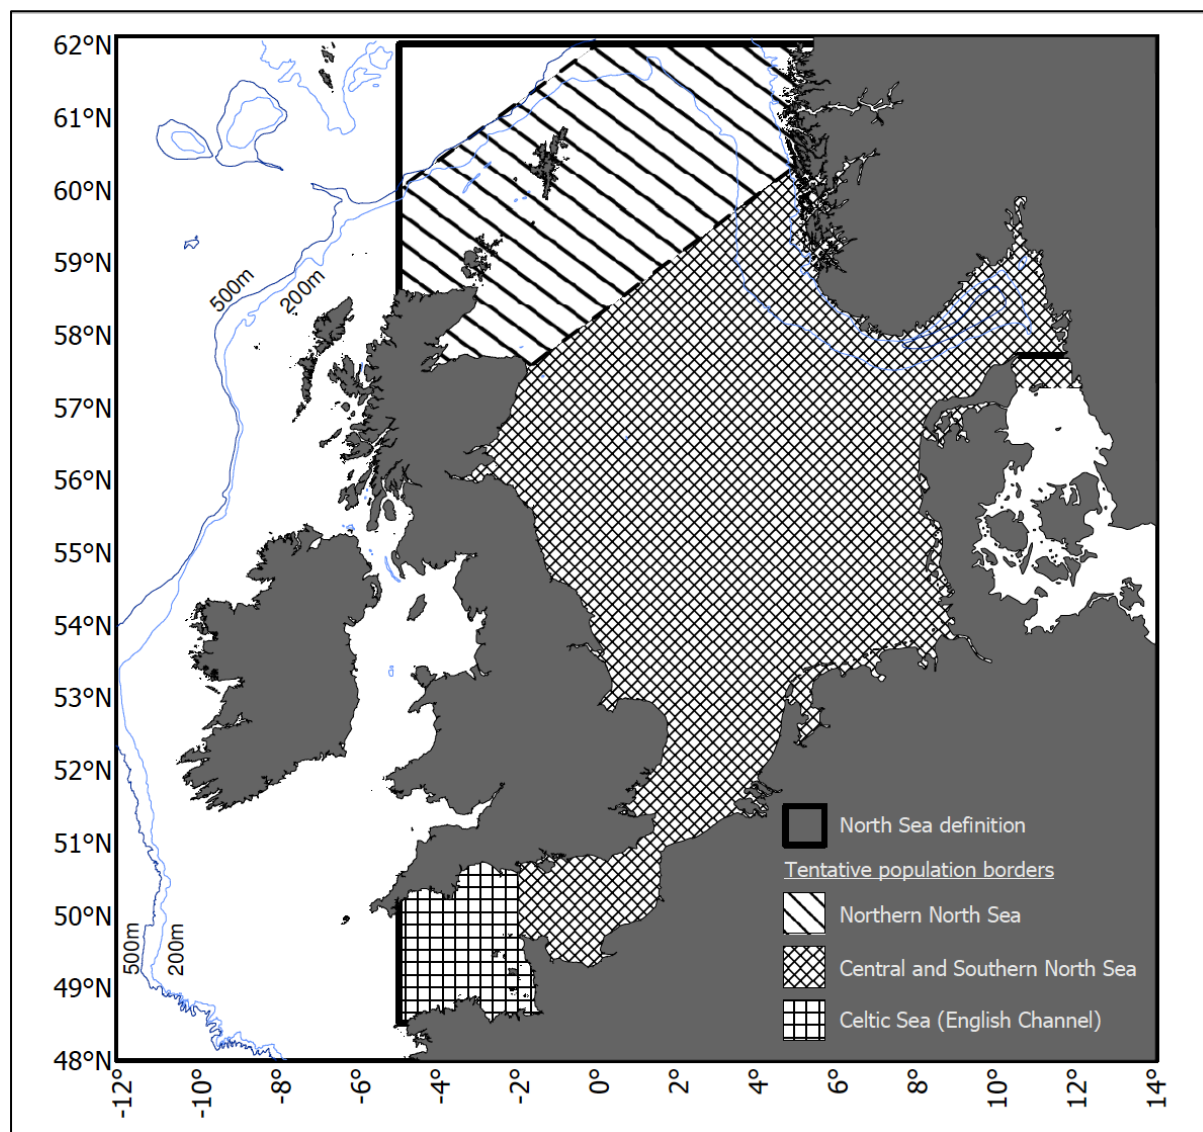 62°N
61°N
60°N
59°N
58°N
57°N
56°N
55°N
54°N
53°N
52°N
51°N
50°N
49°N
48°N
500m
200m
500m
200m
North Sea definition
Tentative population borders
Northern North Sea
Central and Southern North Sea
Celtic Sea (English Channel)
-12°
-10°
-8°
-6°
-4°
-2°
0°
2°
4°
6°
8°
10°
12°
14°